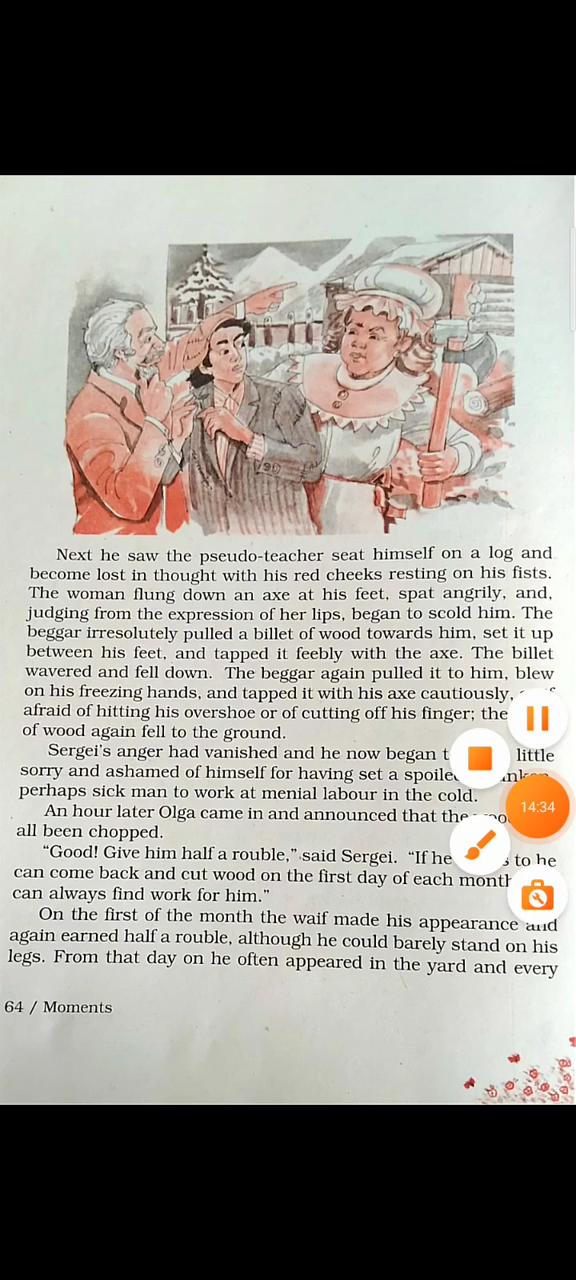 Next he saw the pseudo-teacher seat himself on a log and
become lost in thought with his red cheeks resting on his fists.
The woman flung down an axe at his feet, spat angrily, and,
judging from the expression of her lips, began to scold him. The
beggar irresolutely pulled a billet of wood towards him, set it up
between his feet, and tapped it feebly with the axe. The billet
wavered and fell down. The beggar again pulled it to him, blew
on his freezing hands, and tapped it with his axe cautiously,
afraid of hitting his overshoe or of cutting off his finger; the
of wood again fell to the ground.
Sergei's anger had vanished and he now began little
sorry and ashamed of himself for having set a
perhaps sick man to work at menial labour in the cold.
An hour later Olga came in and announced that the
all been chopped.
"Good! Give him half a rouble," said Sergei. "If he to he
can come back and cut wood on the first day of each month
can always find work for him."
On the first of the month the waif made his appearance and
again earned half a rouble, although he could barely stand on his
legs. From that day on he often appeared in the yard and every
64 / Moments
14:34